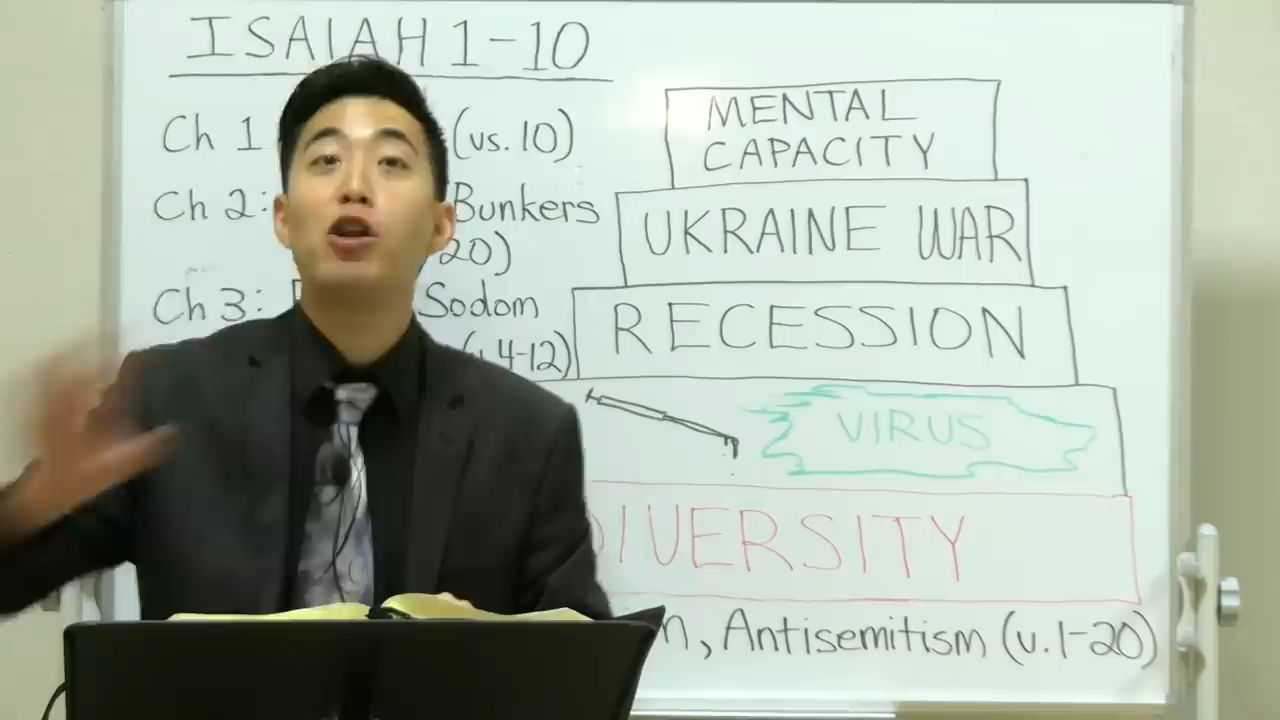 ISAIAH 1-10
Ch 1 (vs. 10)
Ch 2: Bunkers
20)
Ch 3: Sodom
4-12)
MENTAL
CAPACITY
UKRAINE WAR
RECESSION
VIRUS
DIVERSITY
n, Antisemitism (v.1-20)